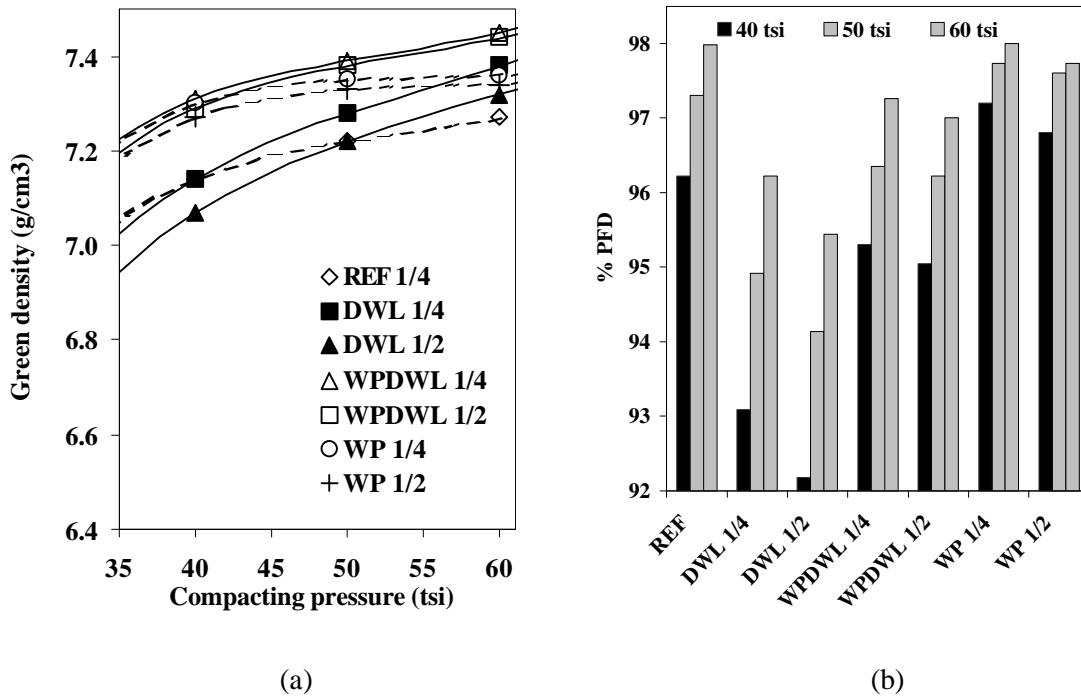 Green density (g/cm3)
7.4
7.2
7.0
6.8
6.6
6.4
REF 1/4
DWL 1/4
DWL 1/2
WPDWL 1/4
WPDWL 1/2
WP 1/4
WP 1/2
35 40 45 50 55 60
Compacting pressure (tsi)
(a)
40 tsi 50 tsi 60 tsi
% PFD
98
97
96
95
94
93
92
REF
DWL 1/4
DWL 1/2
WPDWL 1/4
WPDWL 1/2
WP 1/4
WP 1/2
(b)